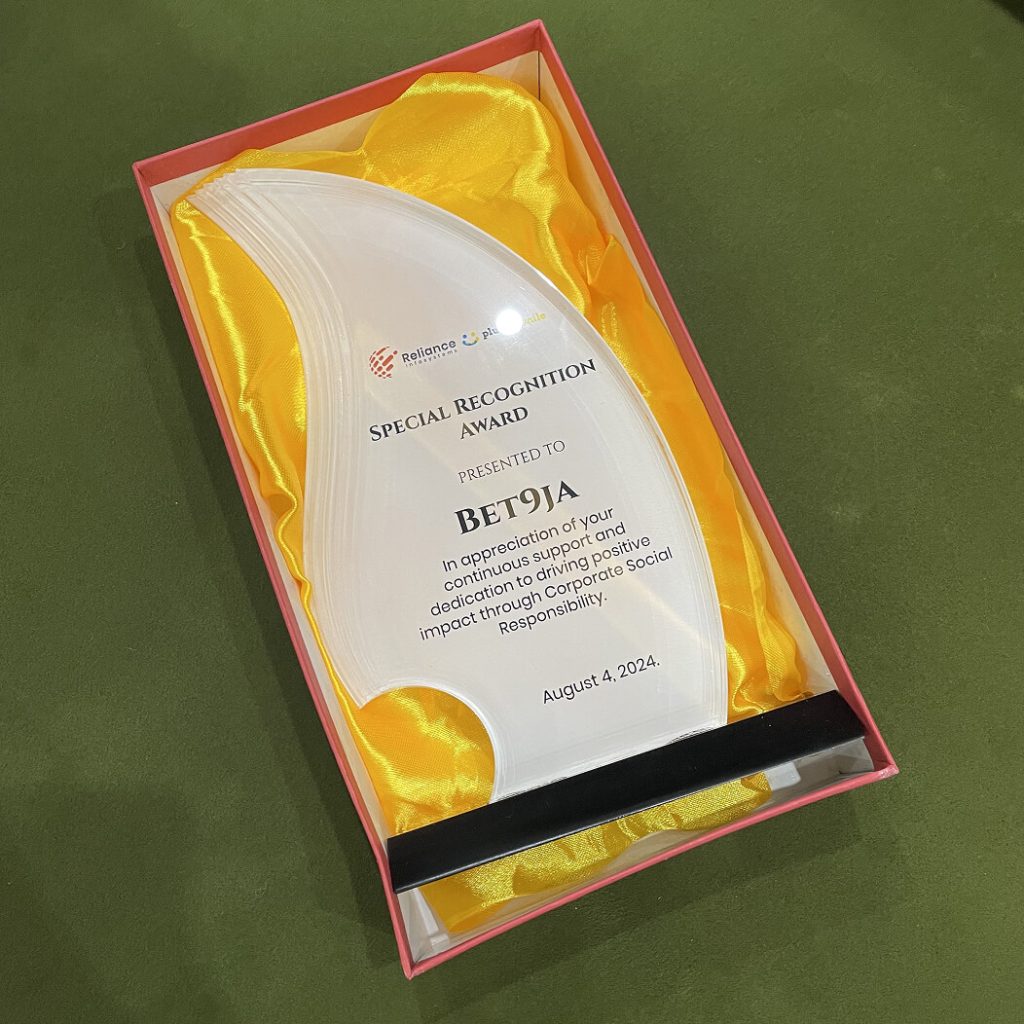 Reliance
infosystems
SPECIAL RECOGNITION
AWARD
PRESENTED TO
BET9JA
In appreciation of your
continuous support and
dedication to driving positive
impact through Corporate Social
Responsibility.
August 4, 2024.